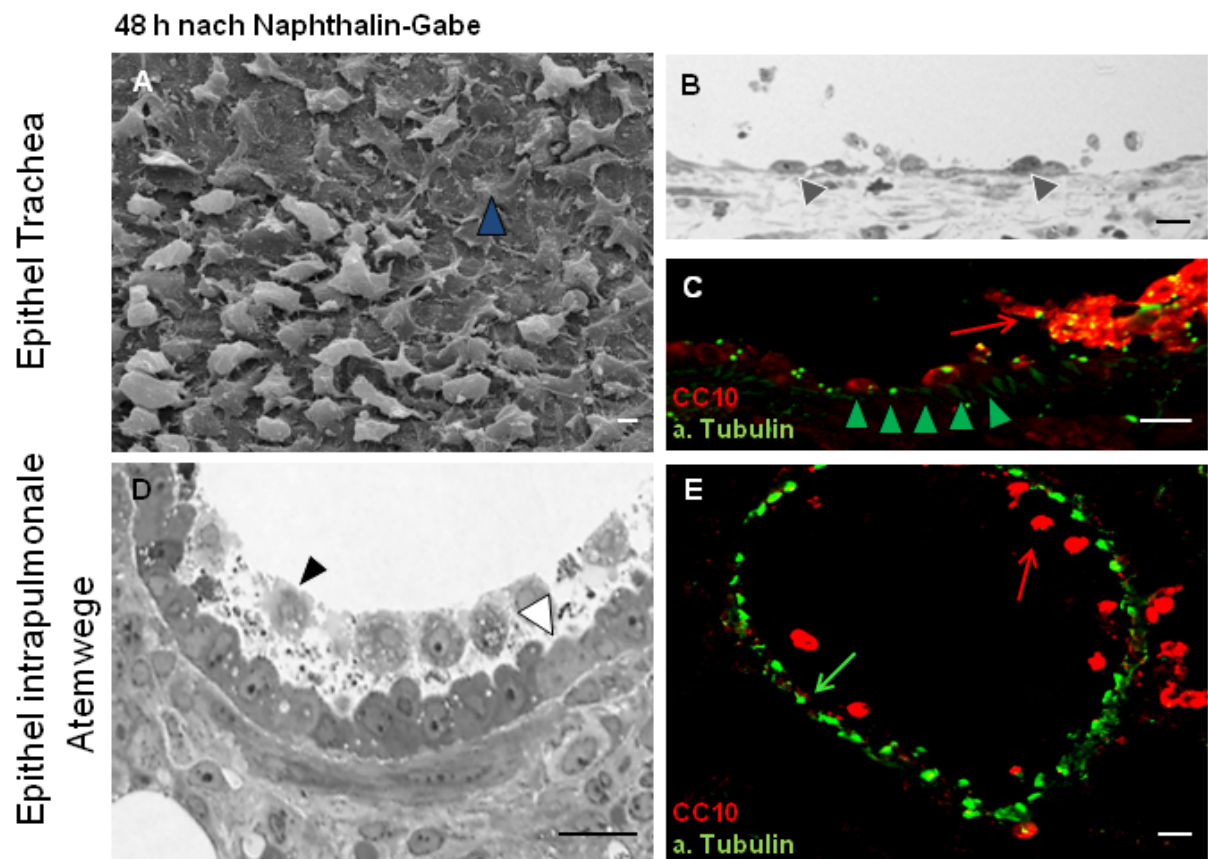 48 h nach Naphthalin-Gabe
Epithel Trachea
A
B
C
CC10
a. Tubulin
Epithel intrapulmonale
Atemwege
D
E
CC10
a. Tubulin